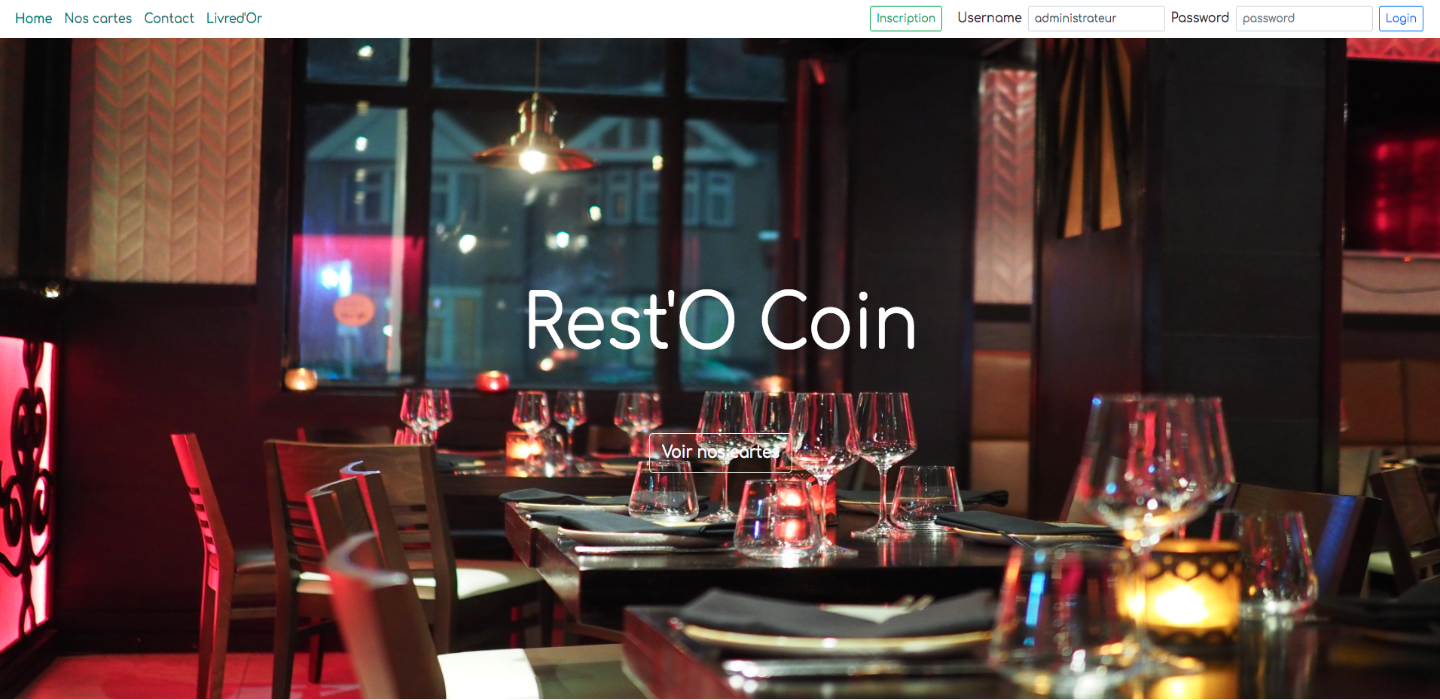 Home Nos cartes Contact Livred'Or Inscription Username administrateur Password password Login
Rest'O Coin
Voir nos cartes